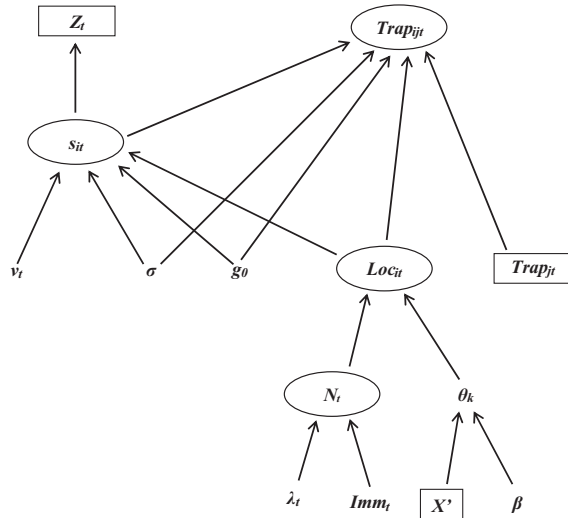 Z_t
Trap_ijt
s_it
v_t
σ
g_0
Loc_it
Trap_jt
N_t
θ_k
λ_t
Imm_t
X’
β